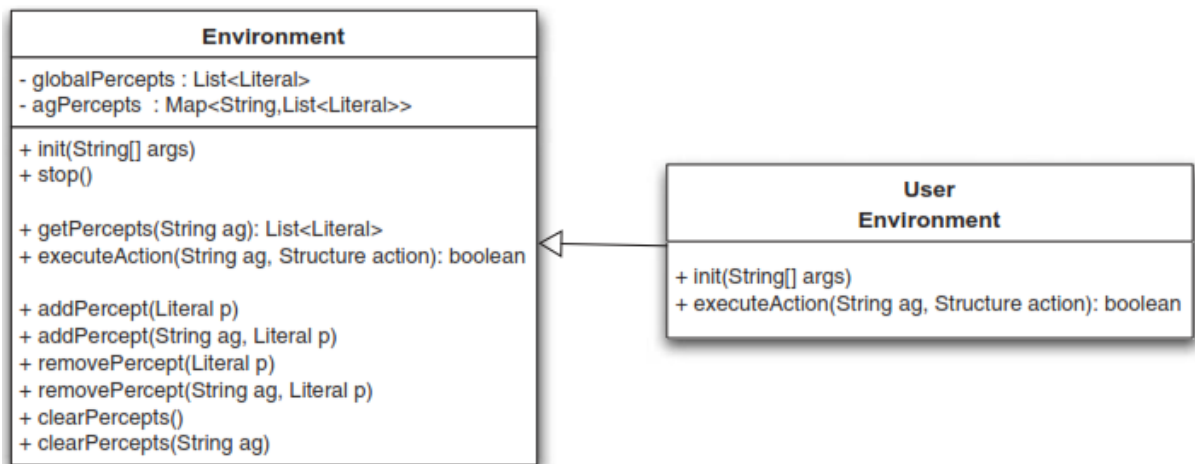 Environment
- globalPercepts : List<Literal>
- agPercepts : Map<String,List<Literal>>
+ init(String[] args)
+ stop()
+ getPercepts(String ag): List<Literal>
+ executeAction(String ag, Structure action): boolean
+ addPercept(Literal p)
+ addPercept(String ag, Literal p)
+ removePercept(Literal p)
+ removePercept(String ag, Literal p)
+ clearPercepts()
+ clearPercepts(String ag)
User
Environment
+ init(String[] args)
+ executeAction(String ag, Structure action): boolean